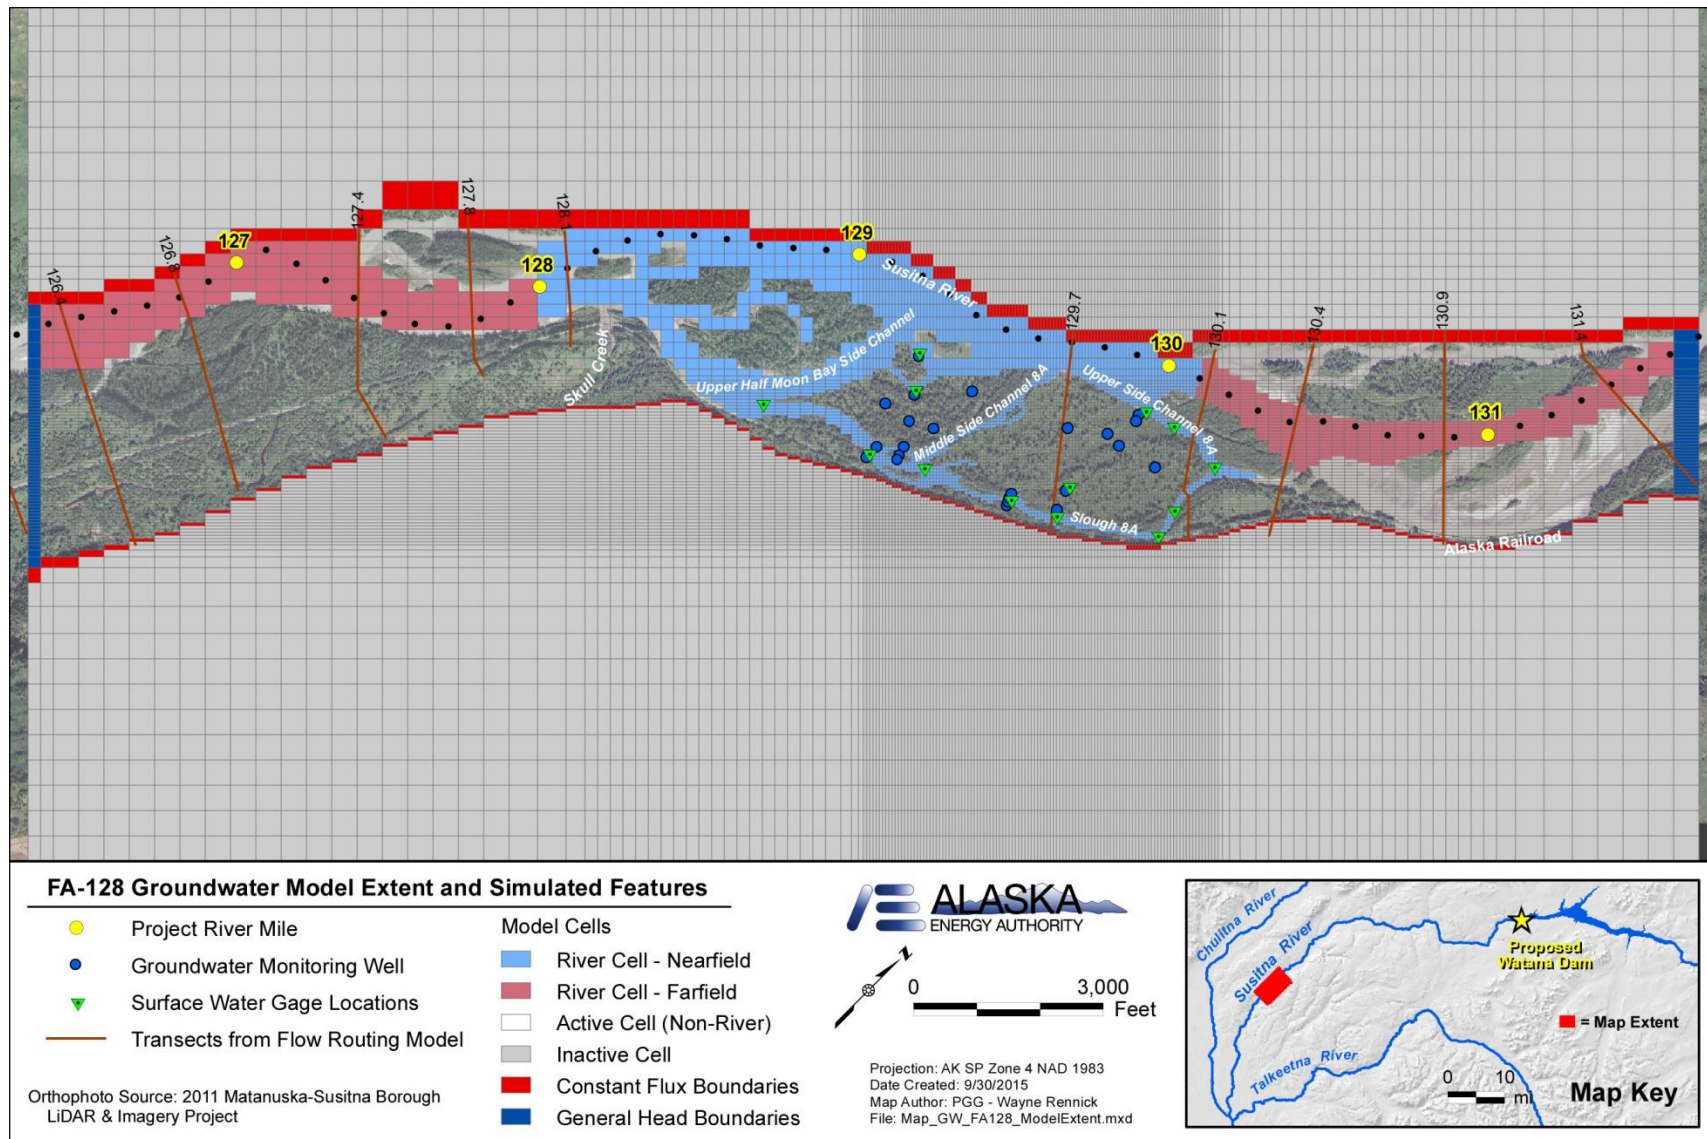 126.4
126.8
127
127.4
127.8
128
128.1
129
Susitna River
129.7
130
130.1
130.4
130.9
131
131.4
Skull Creek
Upper Half Moon Bay Side Channel
Middle Side Channel 8A
Upper Side Channel 8A
Slough 8A
Alaska Railroad
FA-128 Groundwater Model Extent and Simulated Features
Project River Mile
Groundwater Monitoring Well
Surface Water Gage Locations
Transects from Flow Routing Model
Orthophoto Source: 2011 Matanuska-Susitna Borough
LiDAR & Imagery Project
Model Cells
River Cell - Nearfield
River Cell - Farfield
Active Cell (Non-River)
Inactive Cell
Constant Flux Boundaries
General Head Boundaries
ALASKA
ENERGY AUTHORITY
N
0 3,000
Feet
Projection: AK SP Zone 4 NAD 1983
Date Created: 9/30/2015
Map Author: PGG - Wayne Rennick
File: Map_GW_FA128_ModelExtent.mxd
Chulitna River
Susitna River
Proposed
Watana Dam
= Map Extent
Talkeetna River
0 10
mi
Map Key